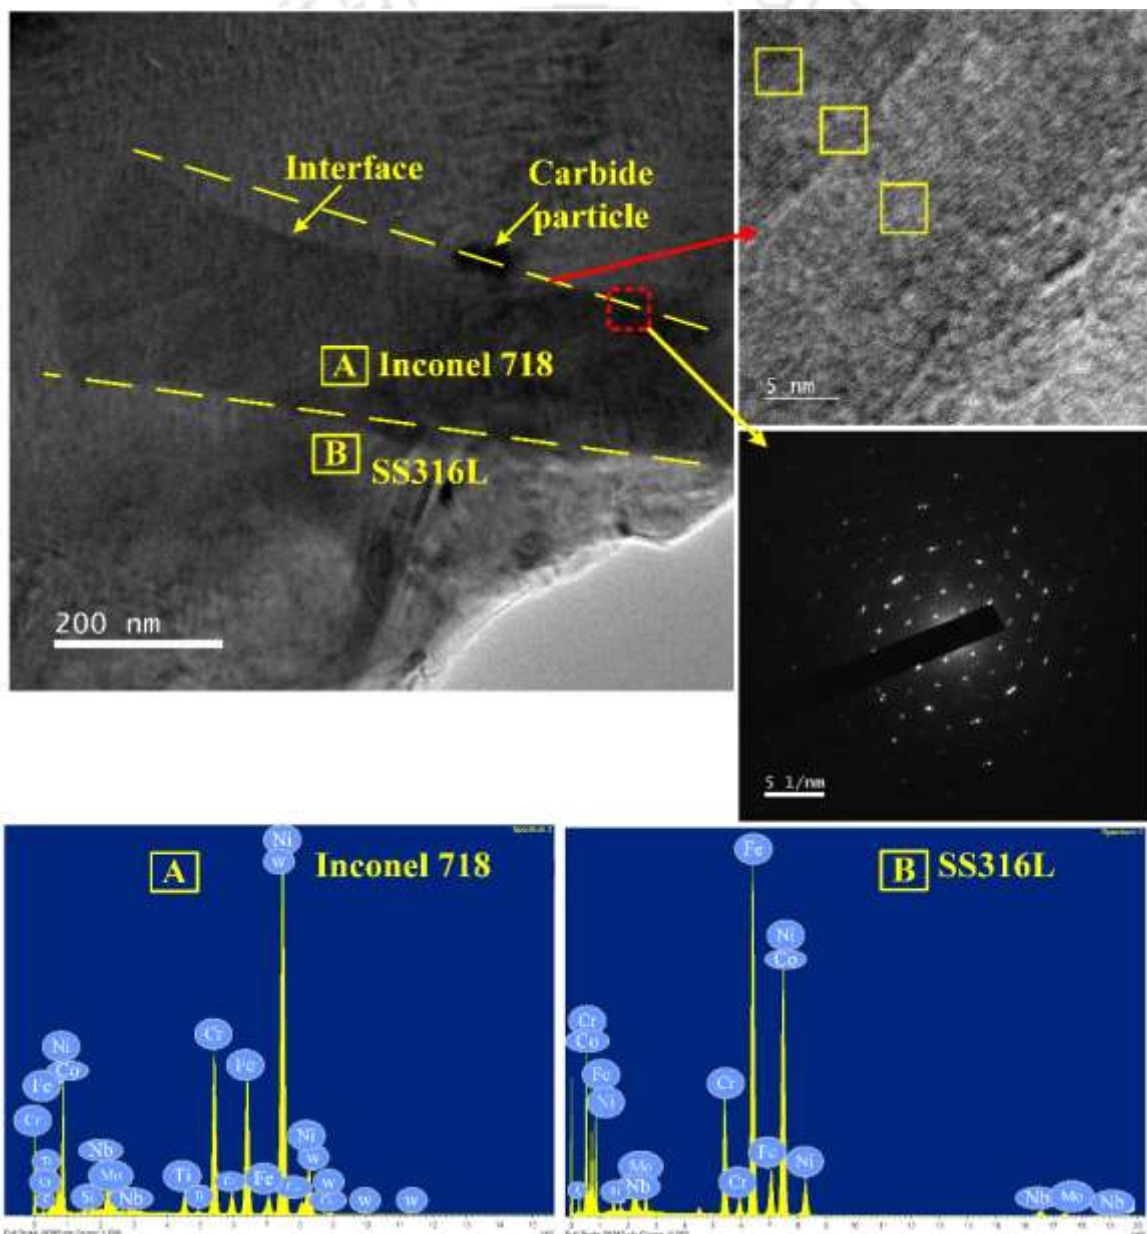 Interface
Carbide
particle
A Inconel 718
B
SS316L
200 nm
5 nm
5 1/nm
A Inconel 718
Ni
W
Cr
Fe
Ni
Co
Fe
Cr
Nb
Mo
Nb
Ti
Fe
Ni
W
W
W
W
B SS316L
Fe
Ni
Co
Cr
Co
Fe
Ni
Cr
Mo
Nb
Cr
Fe
Ni
Nb
Mo
Nb